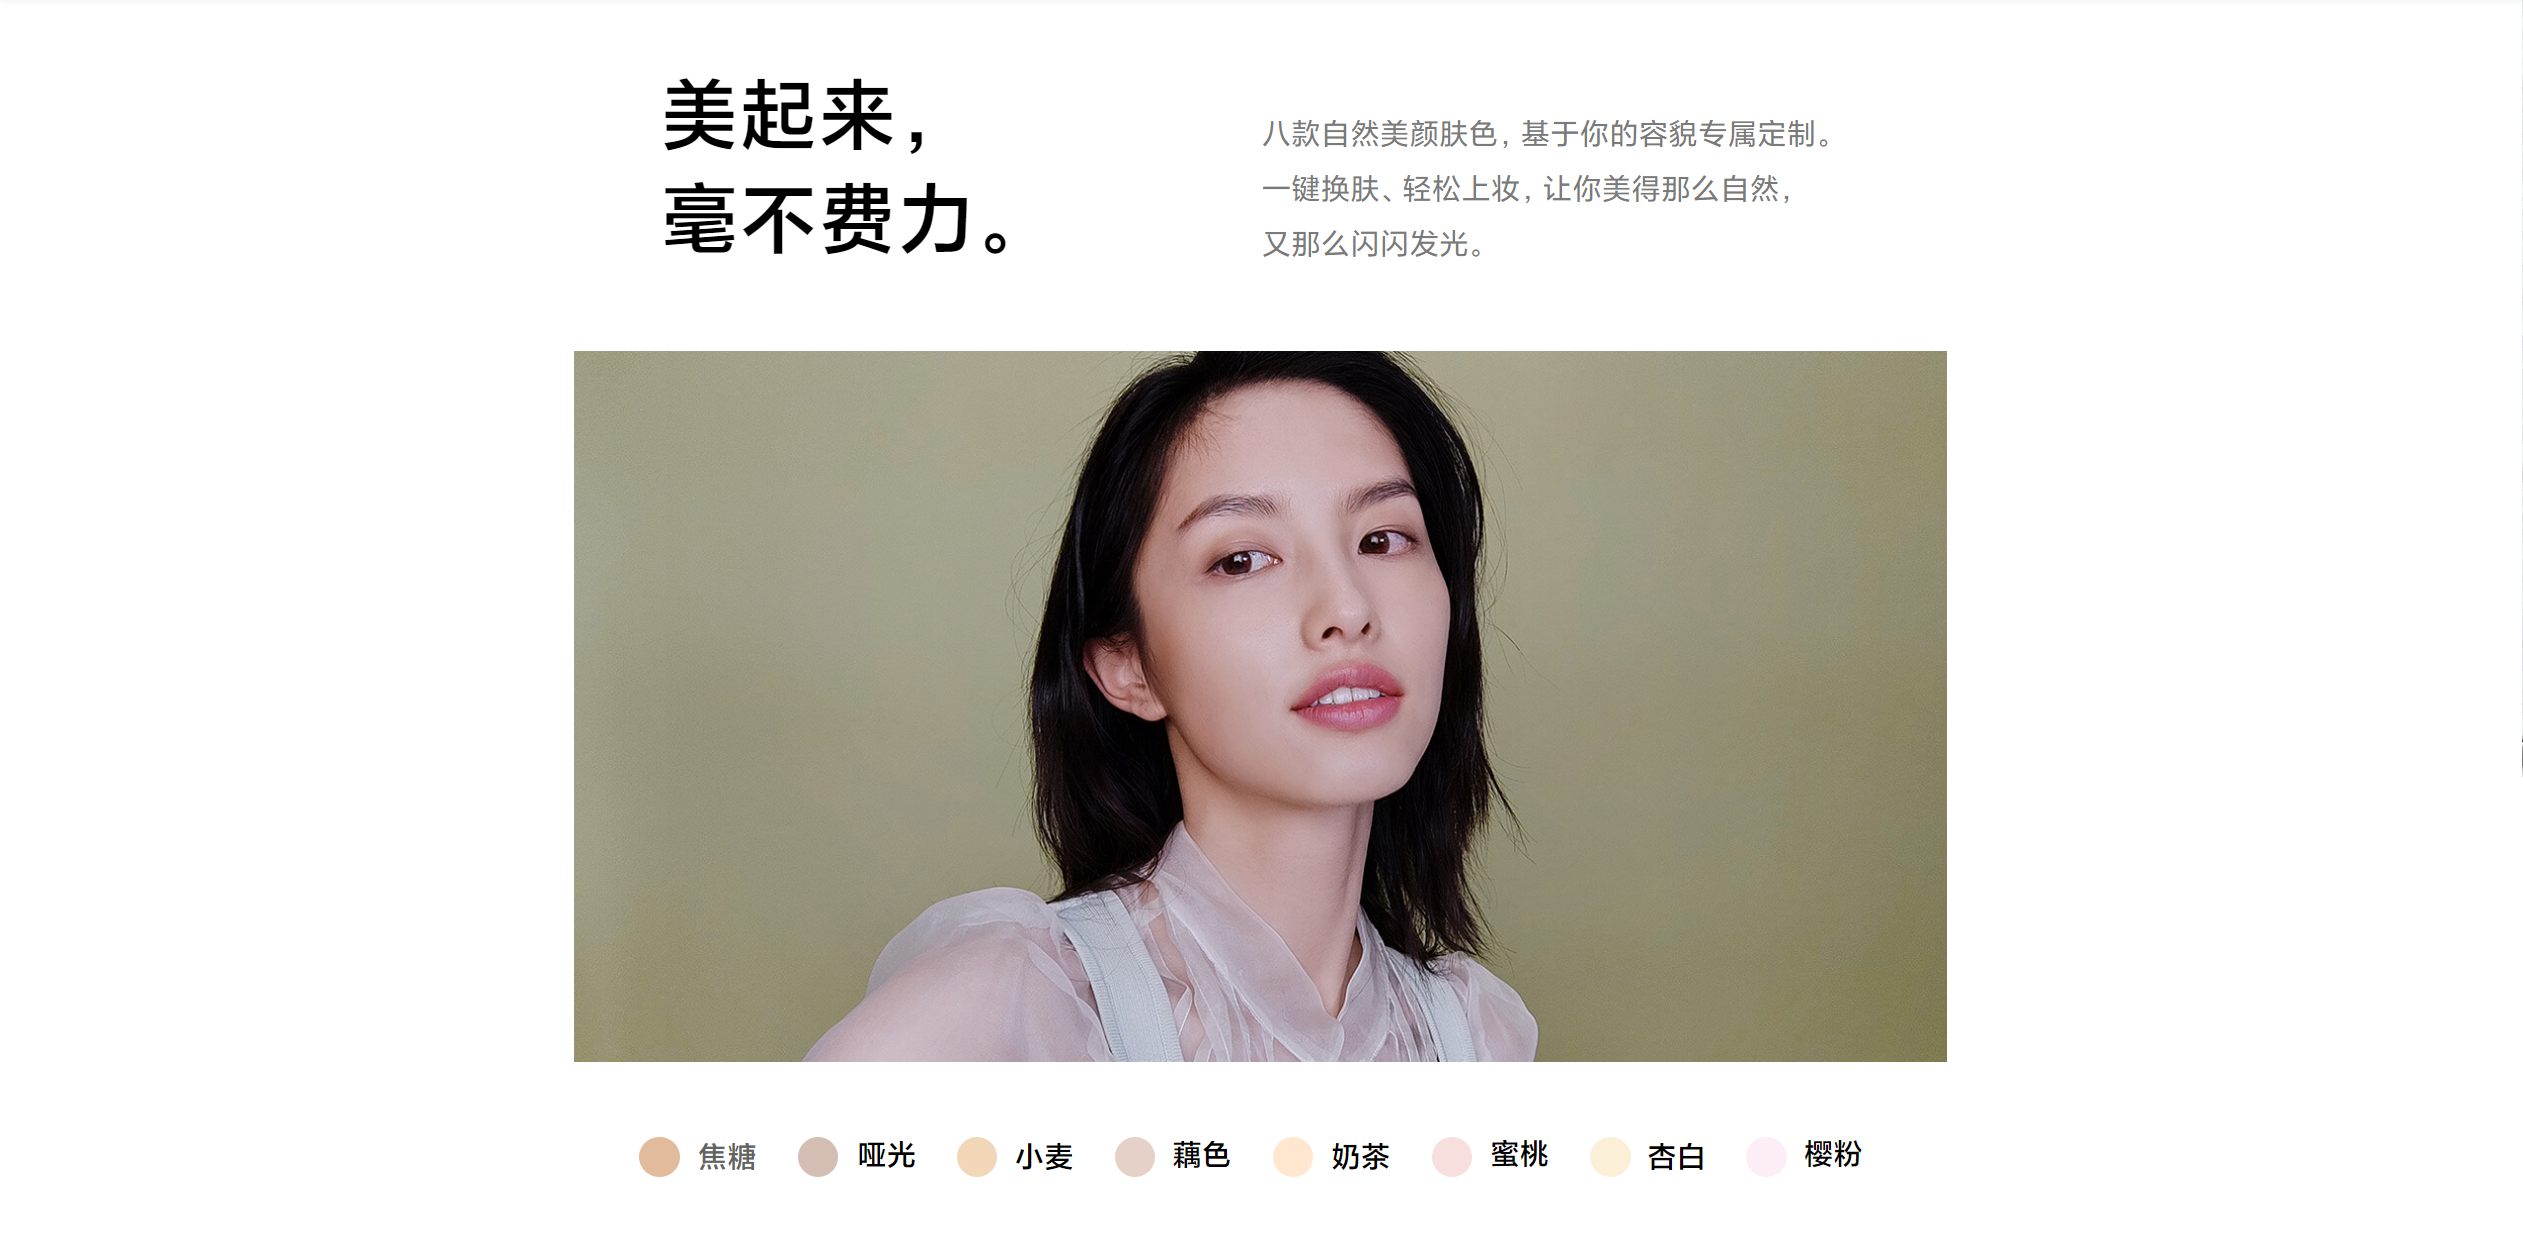 美起来，
毫不费力。
八款自然美颜肤色，基于你的容貌专属定制。
一键换肤、轻松上妆，让你美得那么自然，
又那么闪闪发光。
焦糖 哑光 小麦 藕色 奶茶 蜜桃 杏白 樱粉